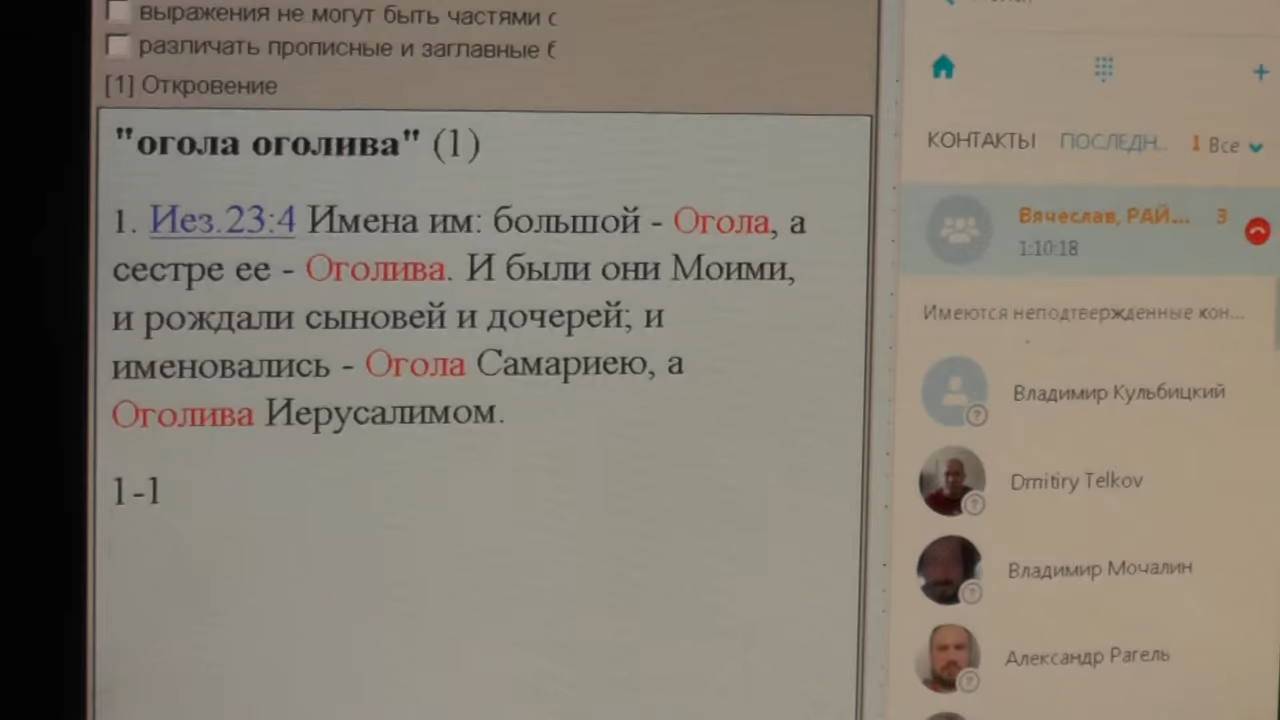 выражения не могут быть частями с
различать прописные и заглавные б
[1] Откровение
"огола оголива" (1)
1. Иез.23:4 Имена им: большой - Огола, а
сестре ее - Оголива. И были они Моими,
и рождали сыновей и дочерей; и
именовались - Огола Самариею, а
Оголива Иерусалимом.
1-1
КОНТАКТЫ ПОСЛЕДН... 1 Все
Вячеслав, РАЙ... 3
1:10:18
Имеются неподтвержденные кон...
Владимир Кульбицкий
Dmitiry Telkov
Владимир Мочалин
Александр Рагель